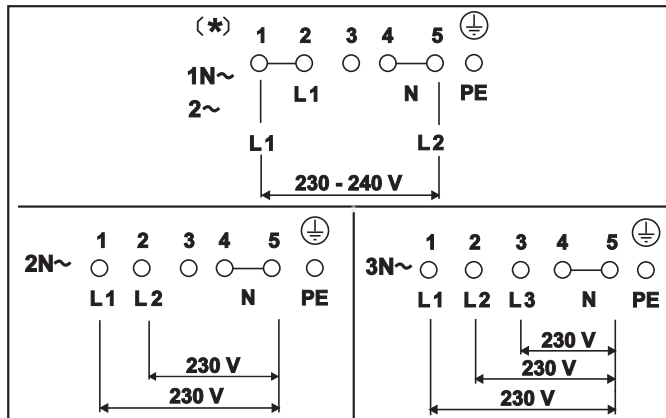 (*) 1 2 3 4 5
1N~ L1 N PE
2~
L1 L2
230 - 240 V
1 2 3 4 5
2N~
L1 L2 N PE
230 V
230 V
1 2 3 4 5
3N~
L1 L2 L3 N PE
230 V
230 V
230 V